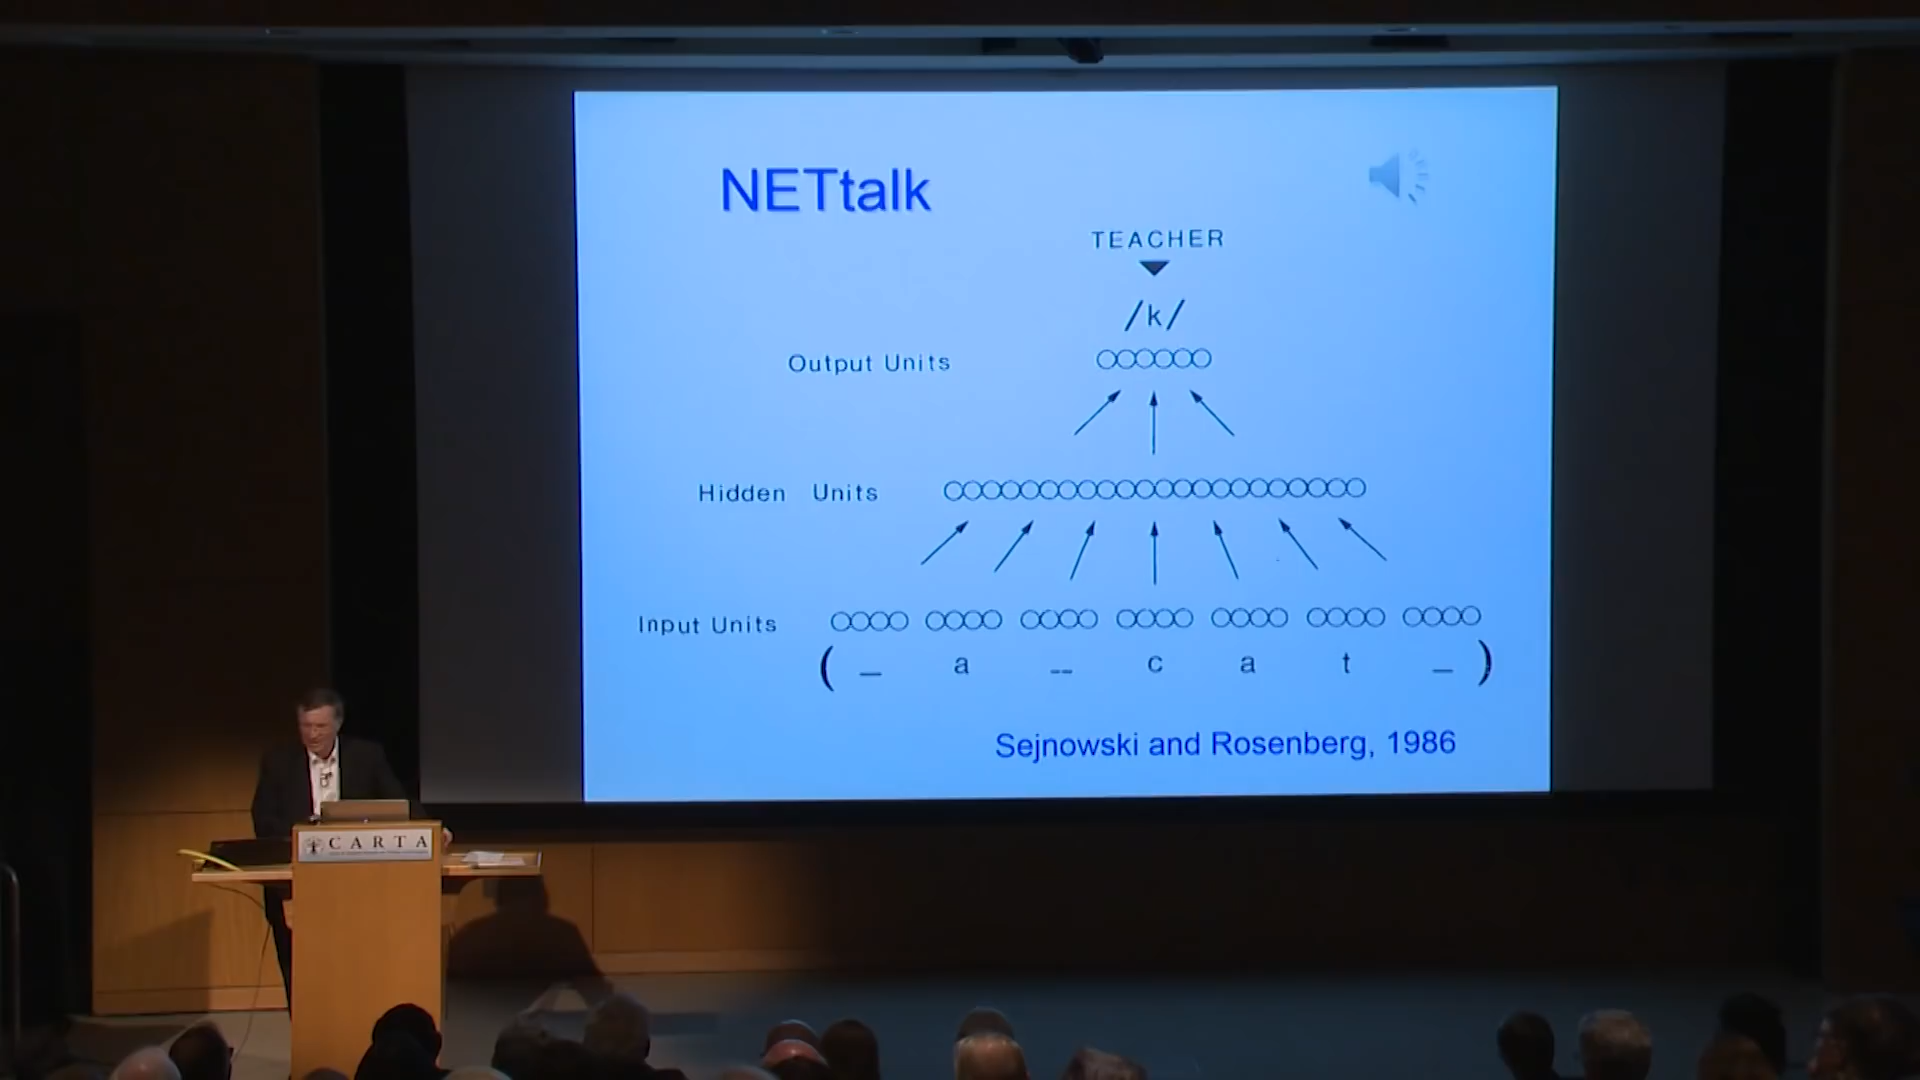 NETtalk
TEACHER
/k/
Output Units
Hidden Units
Input Units
( _ a -- c a t _ )
Sejnowski and Rosenberg, 1986
CARTA